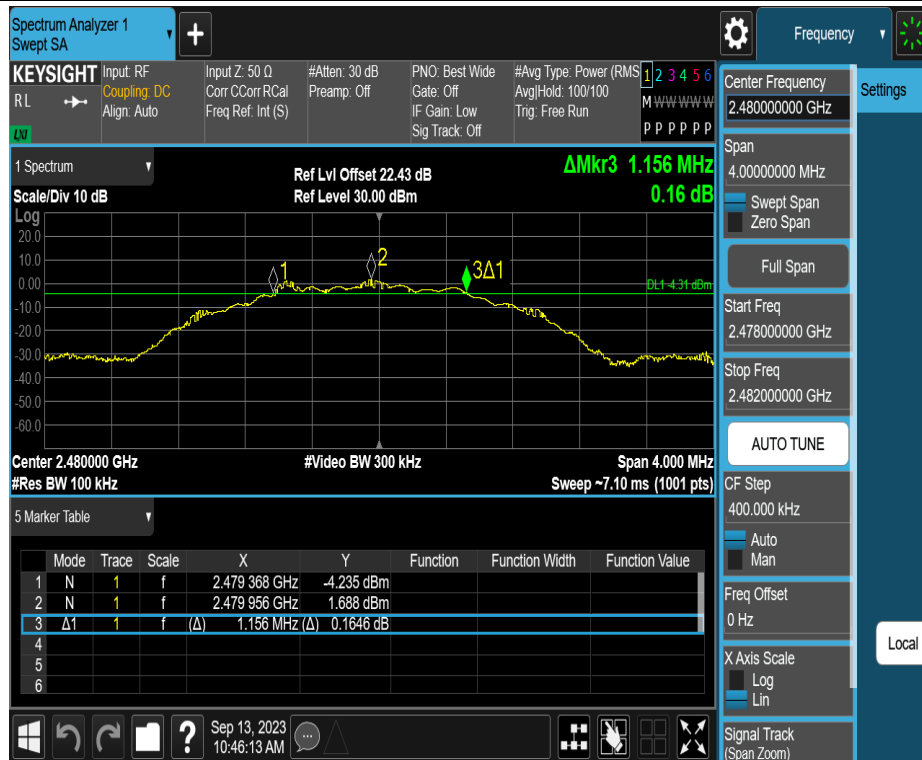 Spectrum Analyzer 1
Swept SA
+
Frequency
KEYSIGHT
RL
LXI
Input: RF
Coupling: DC
Align: Auto
Input Z: 50 Ω
Corr CCorr RCal
Freq Ref: Int (S)
#Atten: 30 dB
Preamp: Off
PNO: Best Wide
Gate: Off
IF Gain: Low
Sig Track: Off
#Avg Type: Power (RMS
Avg|Hold: 100/100
Trig: Free Run
1 2 3 4 5 6
M W W W W W
P P P P P P
Center Frequency
2.480000000 GHz
Settings
Span
4.00000000 MHz
Swept Span
Zero Span
Full Span
Start Freq
2.478000000 GHz
Stop Freq
2.482000000 GHz
AUTO TUNE
CF Step
400.000 kHz
Auto
Man
Freq Offset
0 Hz
X Axis Scale
Log
Lin
Local
Signal Track
(Span Zoom)
1 Spectrum
Scale/Div 10 dB
Ref Lvl Offset 22.43 dB
Ref Level 30.00 dBm
ΔMkr3 1.156 MHz
0.16 dB
Log
20.0
10.0
0.00
-10.0
-20.0
-30.0
-40.0
-50.0
-60.0
1
2
3Δ1
DL1 -4.31 dBm
Center 2.480000 GHz
#Video BW 300 kHz
Span 4.000 MHz
#Res BW 100 kHz
Sweep ~7.10 ms (1001 pts)
5 Marker Table
Mode Trace Scale X Y Function Function Width Function Value
1 N 1 f 2.479 368 GHz -4.235 dBm
2 N 1 f 2.479 956 GHz 1.688 dBm
3 Δ1 1 f (Δ) 1.156 MHz (Δ) 0.1646 dB
4
5
6
?
Sep 13, 2023
10:46:13 AM